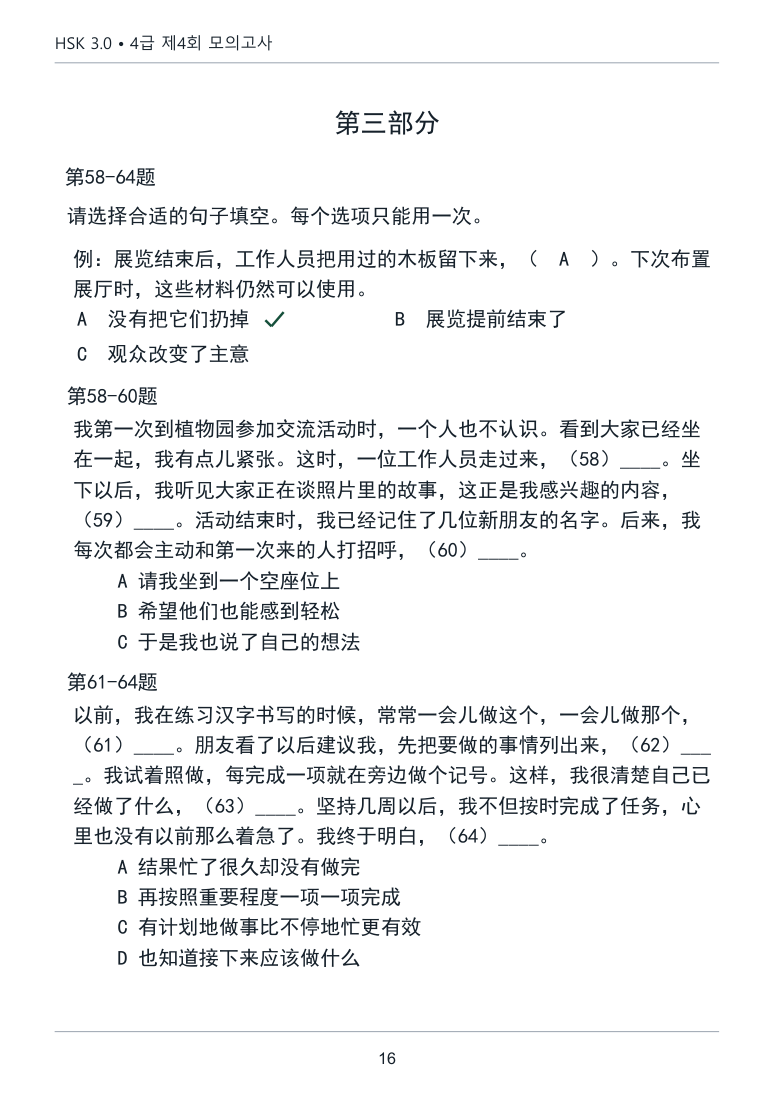 HSK 3.0 • 4급 제4회 모의고사
第三部分
第58-64题
请选择合适的句子填空。每个选项只能用一次。
例：展览结束后，工作人员把用过的木板留下来，（ A ）。下次布置
展厅时，这些材料仍然可以使用。
A 没有把它们扔掉 ✓ B 展览提前结束了
C 观众改变了主意
第58-60题
我第一次到植物园参加交流活动时，一个人也不认识。看到大家已经坐
在一起，我有点儿紧张。这时，一位工作人员走过来，（58）____。坐
下以后，我听见大家正在谈照片里的故事，这正是我感兴趣的内容，
（59）____。活动结束时，我已经记住了几位新朋友的名字。后来，我
每次都会主动和第一次来的人打招呼，（60）____。
A 请我坐到一个空座位上
B 希望他们也能感到轻松
C 于是我也说了自己的想法
第61-64题
以前，我在练习汉字书写的时候，常常一会儿做这个，一会儿做那个，
（61）____。朋友看了以后建议我，先把要做的事情列出来，（62）___
_。我试着照做，每完成一项就在旁边做个记号。这样，我很清楚自己已
经做了什么，（63）____。坚持几周以后，我不但按时完成了任务，心
里也没有以前那么着急了。我终于明白，（64）____。
A 结果忙了很久却没有做完
B 再按照重要程度一项一项完成
C 有计划地做事比不停地忙更有效
D 也知道接下来应该做什么
16